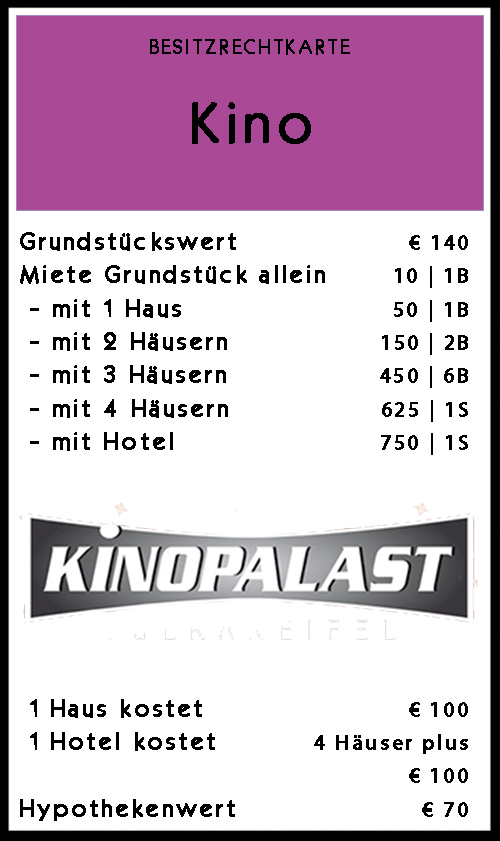 BESITZRECHTKARTE
Kino
Grundstückswert € 140
Miete Grundstück allein 10 | 1B
- mit 1 Haus 50 | 1B
- mit 2 Häusern 150 | 2B
- mit 3 Häusern 450 | 6B
- mit 4 Häusern 625 | 1S
- mit Hotel 750 | 1S
KINOPALAST
1 Haus kostet € 100
1 Hotel kostet 4 Häuser plus
€ 100
Hypothekenwert € 70